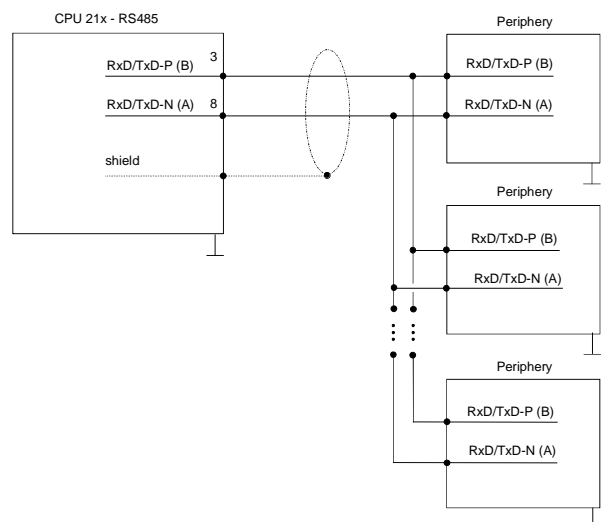 CPU 21x - RS485
RxD/TxD-P (B)
3
RxD/TxD-N (A)
8
shield
Periphery
RxD/TxD-P (B)
RxD/TxD-N (A)
Periphery
RxD/TxD-P (B)
RxD/TxD-N (A)
Periphery
RxD/TxD-P (B)
RxD/TxD-N (A)